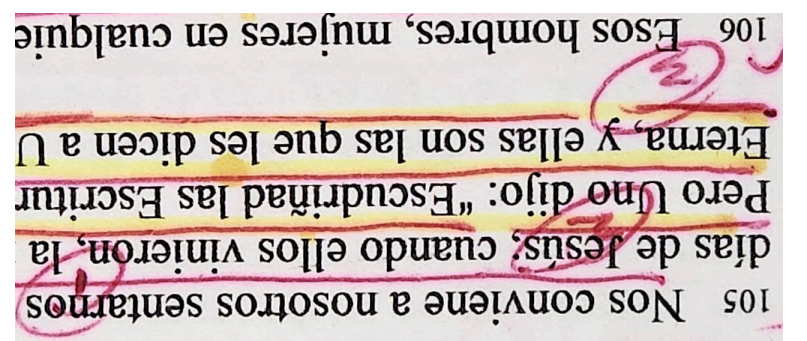 105 Nos conviene a nosotros sentarnos
días de Jesús; cuando ellos vinieron, la
Pero Uno dijo: "Escudriñad las Escritur
Eterna, y ellas son las que les dicen a U
106 Esos hombres, mujeres en cualquie